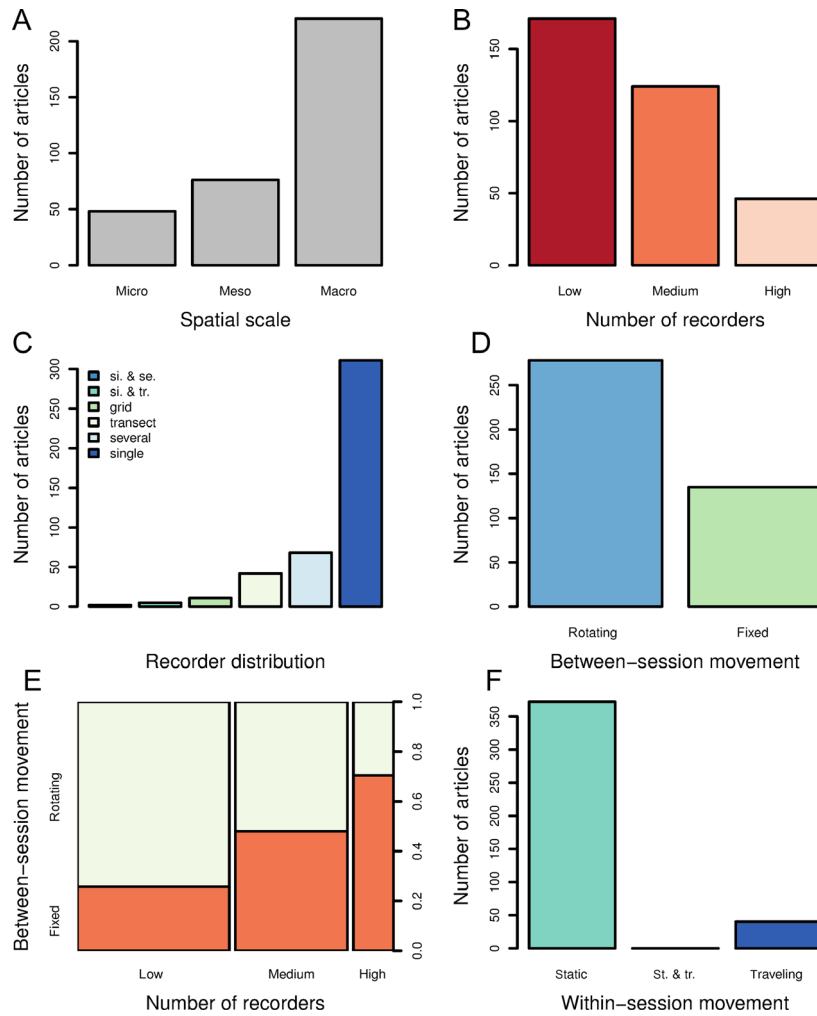 A
Number of articles
200
150
100
50
0
Micro Meso Macro
Spatial scale
B
Number of articles
150
100
50
0
Low Medium High
Number of recorders
C
Number of articles
300
250
200
150
100
50
0
si. & se.
si. & tr.
grid
transect
several
single
Recorder distribution
D
Number of articles
250
200
150
100
50
0
Rotating Fixed
Between-session movement
E
Between-session movement
Rotating
Fixed
1.0
0.8
0.6
0.4
0.2
0.0
Low Medium High
Number of recorders
F
Number of articles
350
300
250
200
150
100
50
0
Static St. & tr. Traveling
Within-session movement